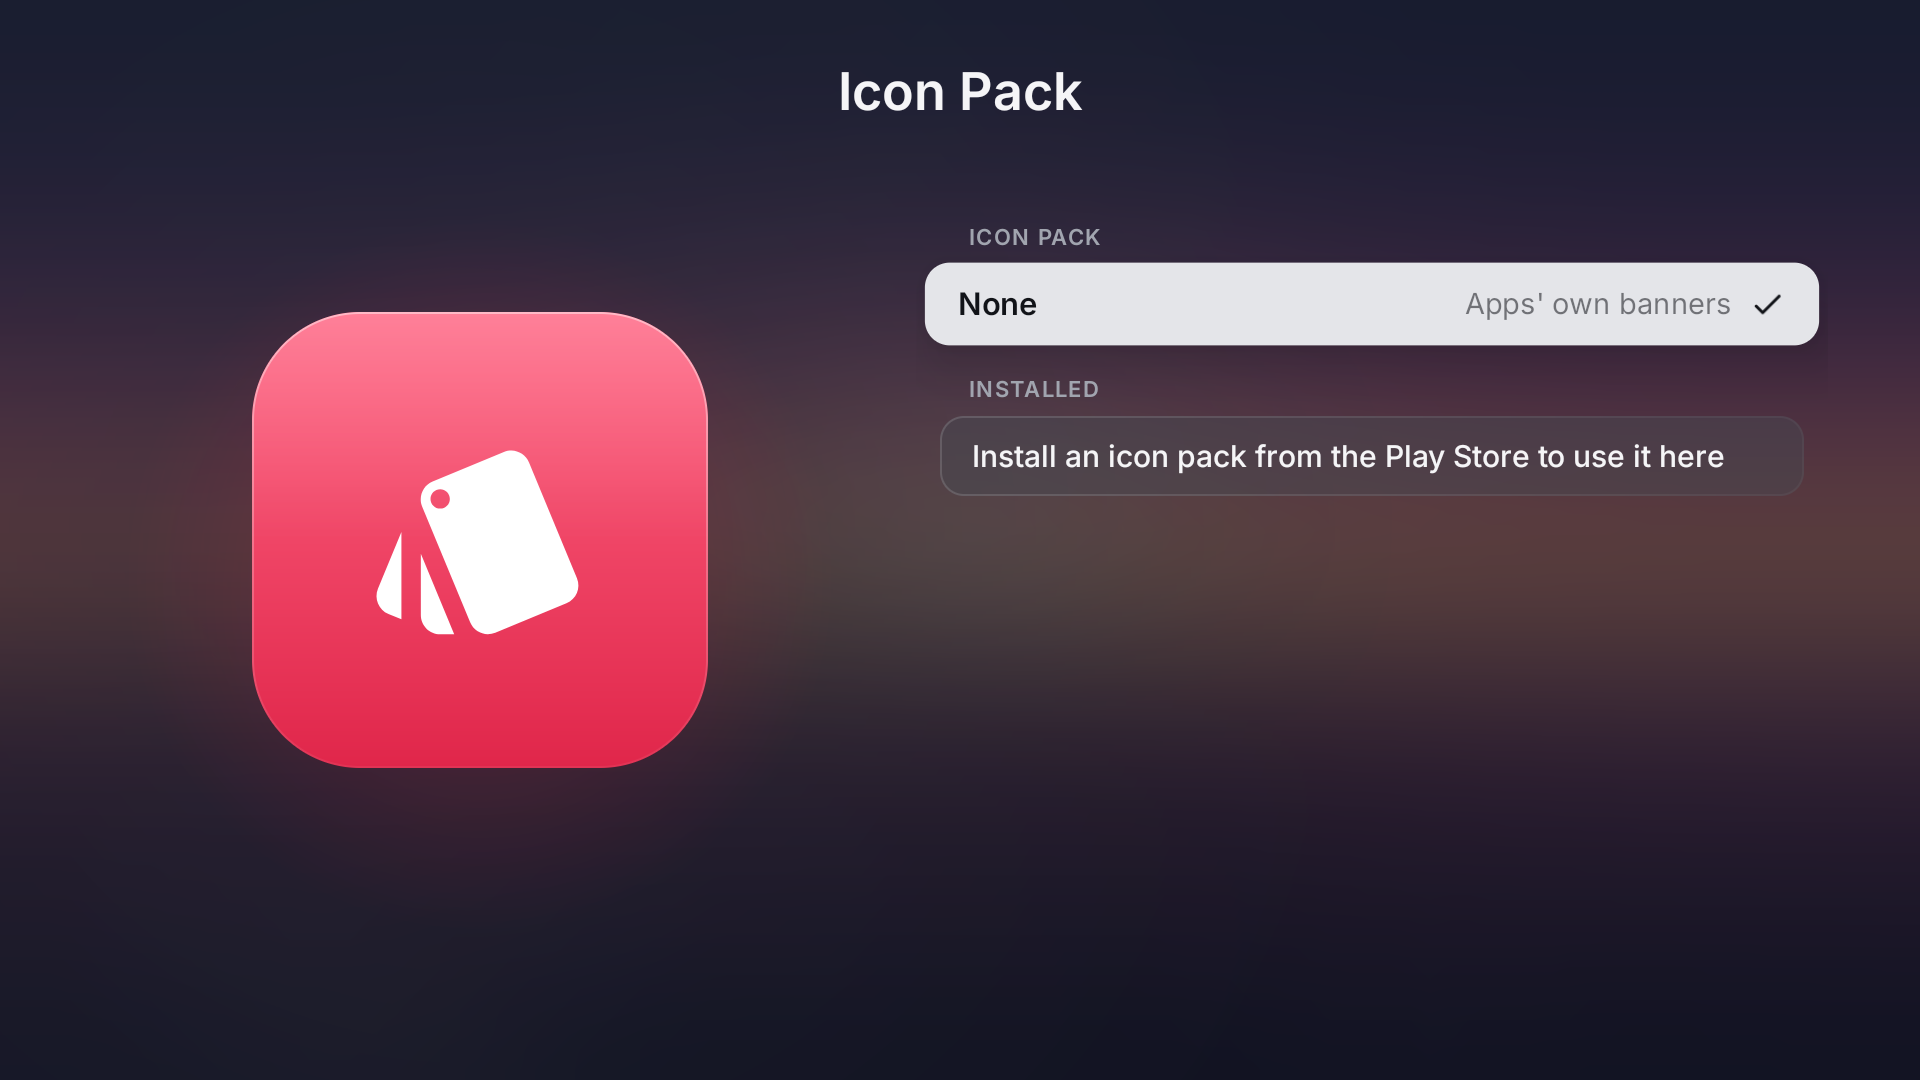 Icon Pack
ICON PACK
None
Apps' own banners
INSTALLED
Install an icon pack from the Play Store to use it here